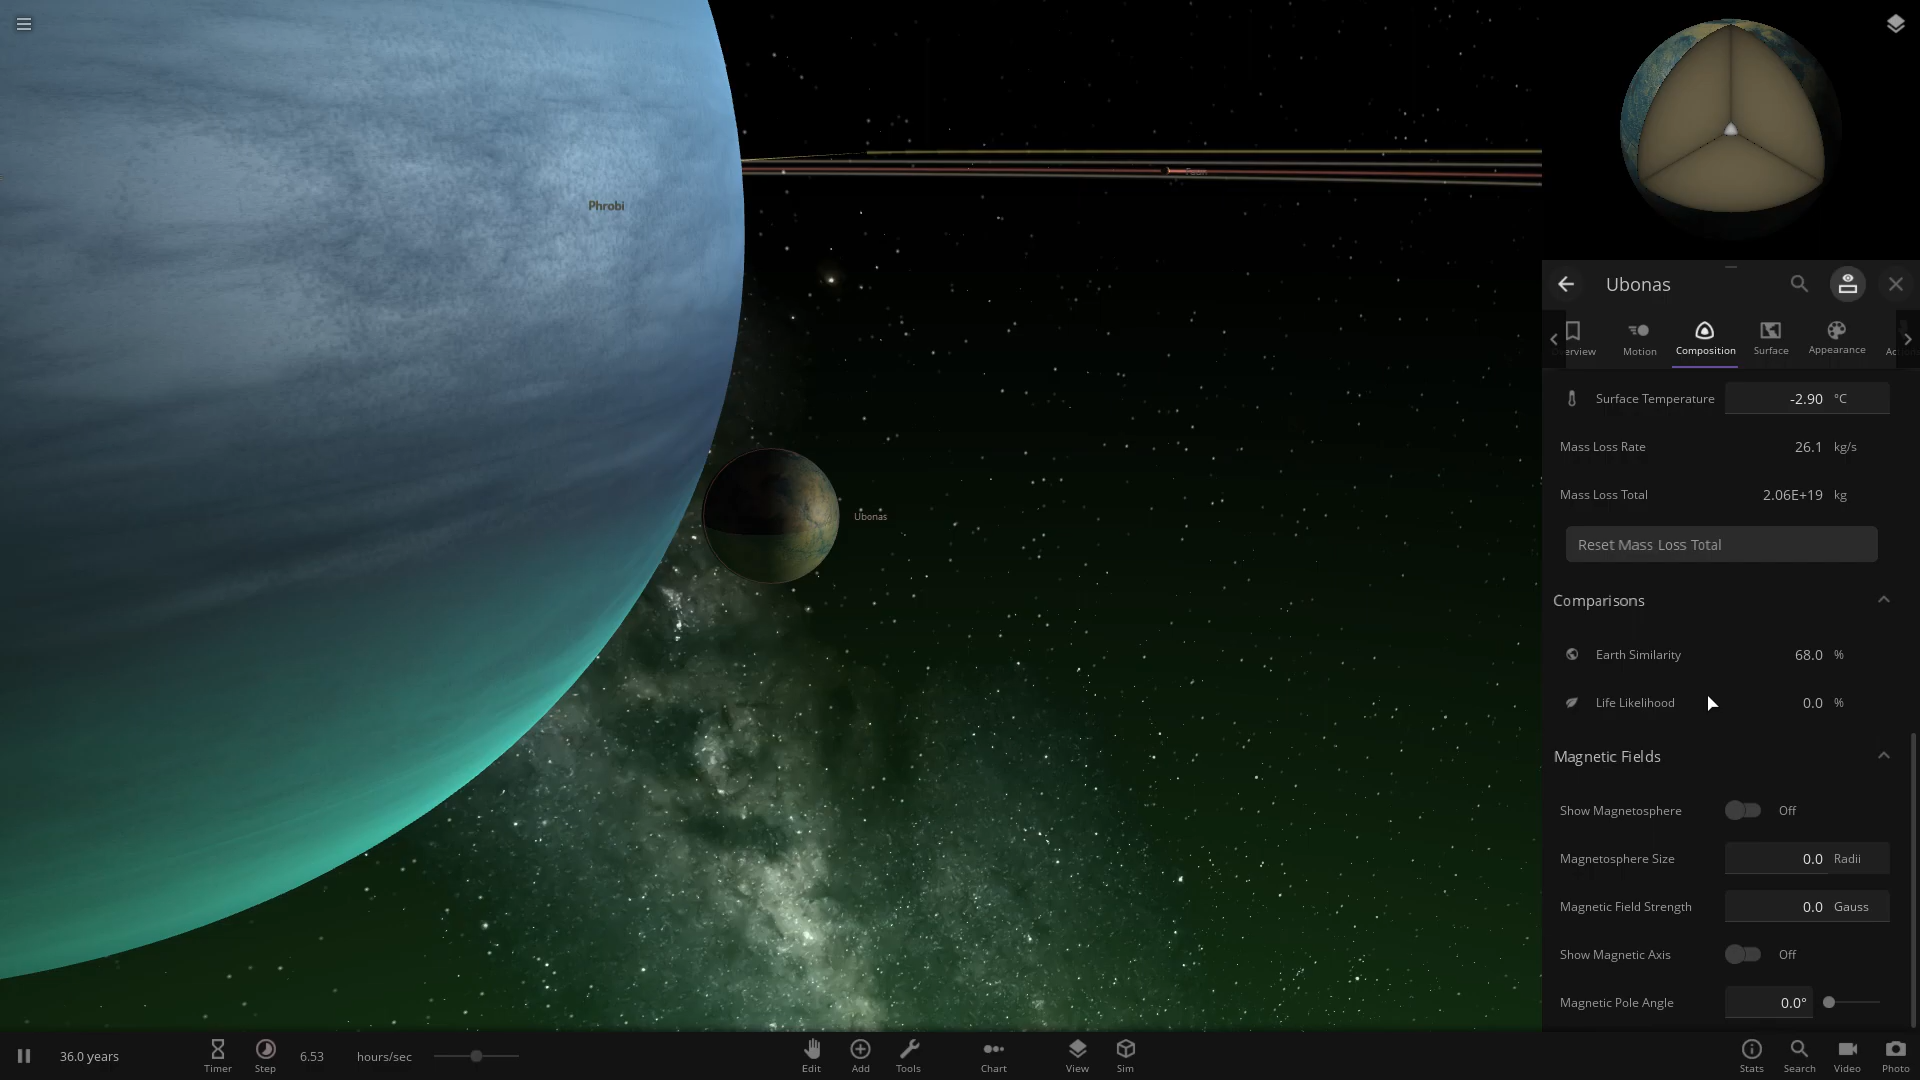 Phrobi
Ubonas
Ubonas
erview
Motion
Composition
Surface
Appearance
Surface Temperature -2.90 °C
Mass Loss Rate 26.1 kg/s
Mass Loss Total 2.06E+19 kg
Reset Mass Loss Total
Comparisons
Earth Similarity 68.0 %
Life Likelihood 0.0 %
Magnetic Fields
Show Magnetosphere Off
Magnetosphere Size 0.0 Radii
Magnetic Field Strength 0.0 Gauss
Show Magnetic Axis Off
Magnetic Pole Angle 0.0°
36.0 years
Timer
Step
6.53 hours/sec
Edit
Add
Tools
Chart
View
Sim
Stats
Search
Video
Photo